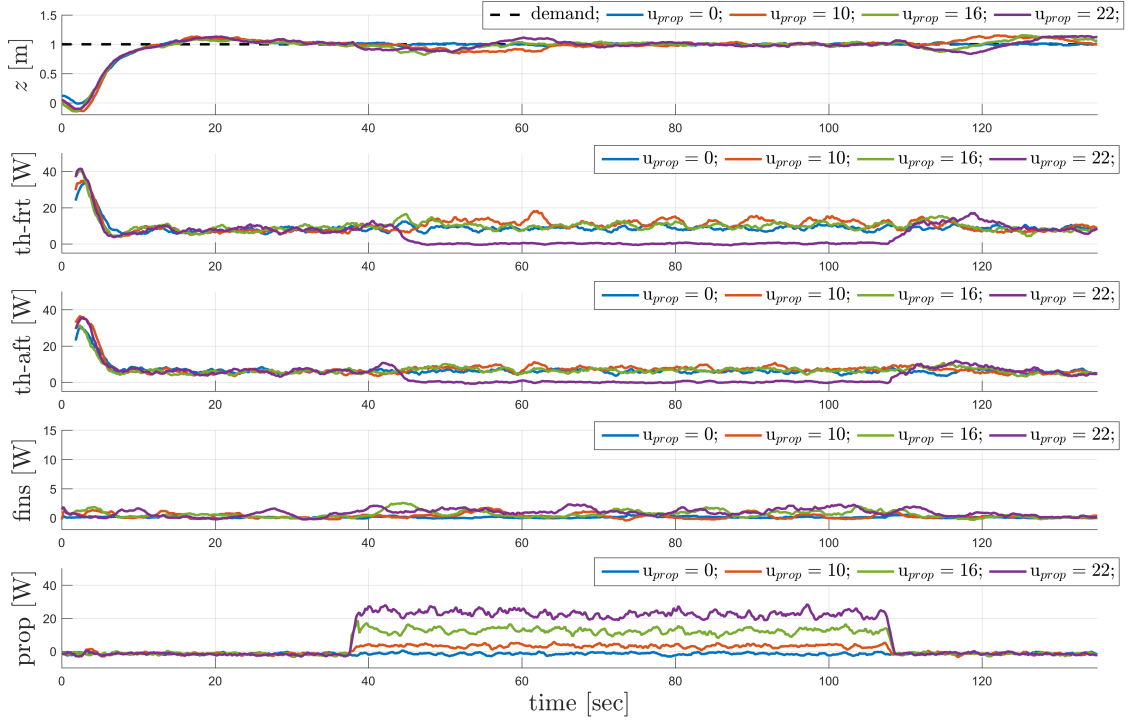 demand; u_prop = 0; u_prop = 10; u_prop = 16; u_prop = 22;
z [m]
1.5
1
0.5
0
0 20 40 60 80 100 120
u_prop = 0; u_prop = 10; u_prop = 16; u_prop = 22;
th-frt [W]
40
20
0
0 20 40 60 80 100 120
u_prop = 0; u_prop = 10; u_prop = 16; u_prop = 22;
th-aft [W]
40
20
0
0 20 40 60 80 100 120
u_prop = 0; u_prop = 10; u_prop = 16; u_prop = 22;
fins [W]
15
10
5
0
0 20 40 60 80 100 120
u_prop = 0; u_prop = 10; u_prop = 16; u_prop = 22;
prop [W]
40
20
0
0 20 40 60 80 100 120
time [sec]